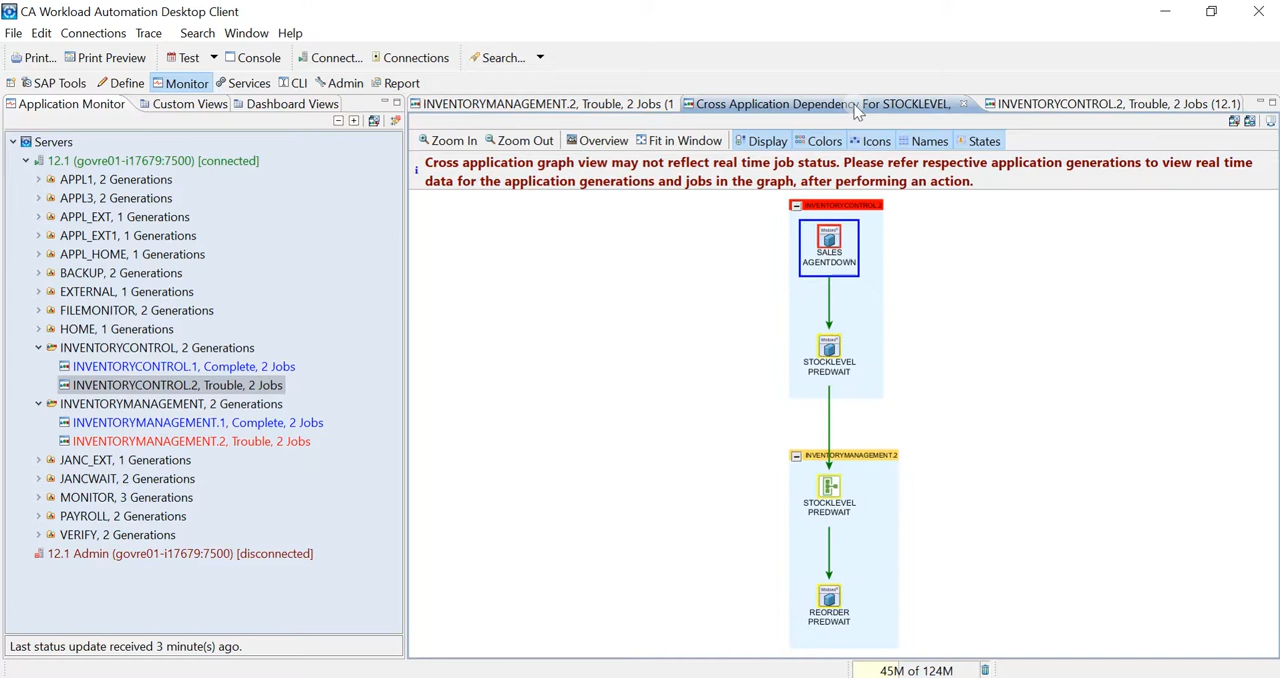 CA Workload Automation Desktop Client
File Edit Connections Trace Search Window Help
Print... Print Preview Test Console Connect... Connections Search...
SAP Tools Define Monitor Services CLI Admin Report
Application Monitor Custom Views Dashboard Views
INVENTORYMANAGEMENT.2, Trouble, 2 Jobs (1 Cross Application Dependency For STOCKLEVEL, INVENTORYCONTROL.2, Trouble, 2 Jobs (12.1)
Zoom In Zoom Out Overview Fit in Window Display Colors Icons Names States
Cross application graph view may not reflect real time job status. Please refer respective application generations to view real time
data for the application generations and jobs in the graph, after performing an action.
Servers
12.1 (govre01-i17679:7500) [connected]
APPL1, 2 Generations
APPL3, 2 Generations
APPL_EXT, 1 Generations
APPL_EXT1, 1 Generations
APPL_HOME, 1 Generations
BACKUP, 2 Generations
EXTERNAL, 1 Generations
FILEMONITOR, 2 Generations
HOME, 1 Generations
INVENTORYCONTROL, 2 Generations
INVENTORYCONTROL.1, Complete, 2 Jobs
INVENTORYCONTROL.2, Trouble, 2 Jobs
INVENTORYMANAGEMENT, 2 Generations
INVENTORYMANAGEMENT.1, Complete, 2 Jobs
INVENTORYMANAGEMENT.2, Trouble, 2 Jobs
JANC_EXT, 1 Generations
JANCWAIT, 2 Generations
MONITOR, 3 Generations
PAYROLL, 2 Generations
VERIFY, 2 Generations
12.1 Admin (govre01-i17679:7500) [disconnected]
Last status update received 3 minute(s) ago.
INVENTORYCONTROL.2
SALES
AGENTDOWN
STOCKLEVEL
PREDWAIT
INVENTORYMANAGEMENT.2
STOCKLEVEL
PREDWAIT
REORDER
PREDWAIT
45M of 124M